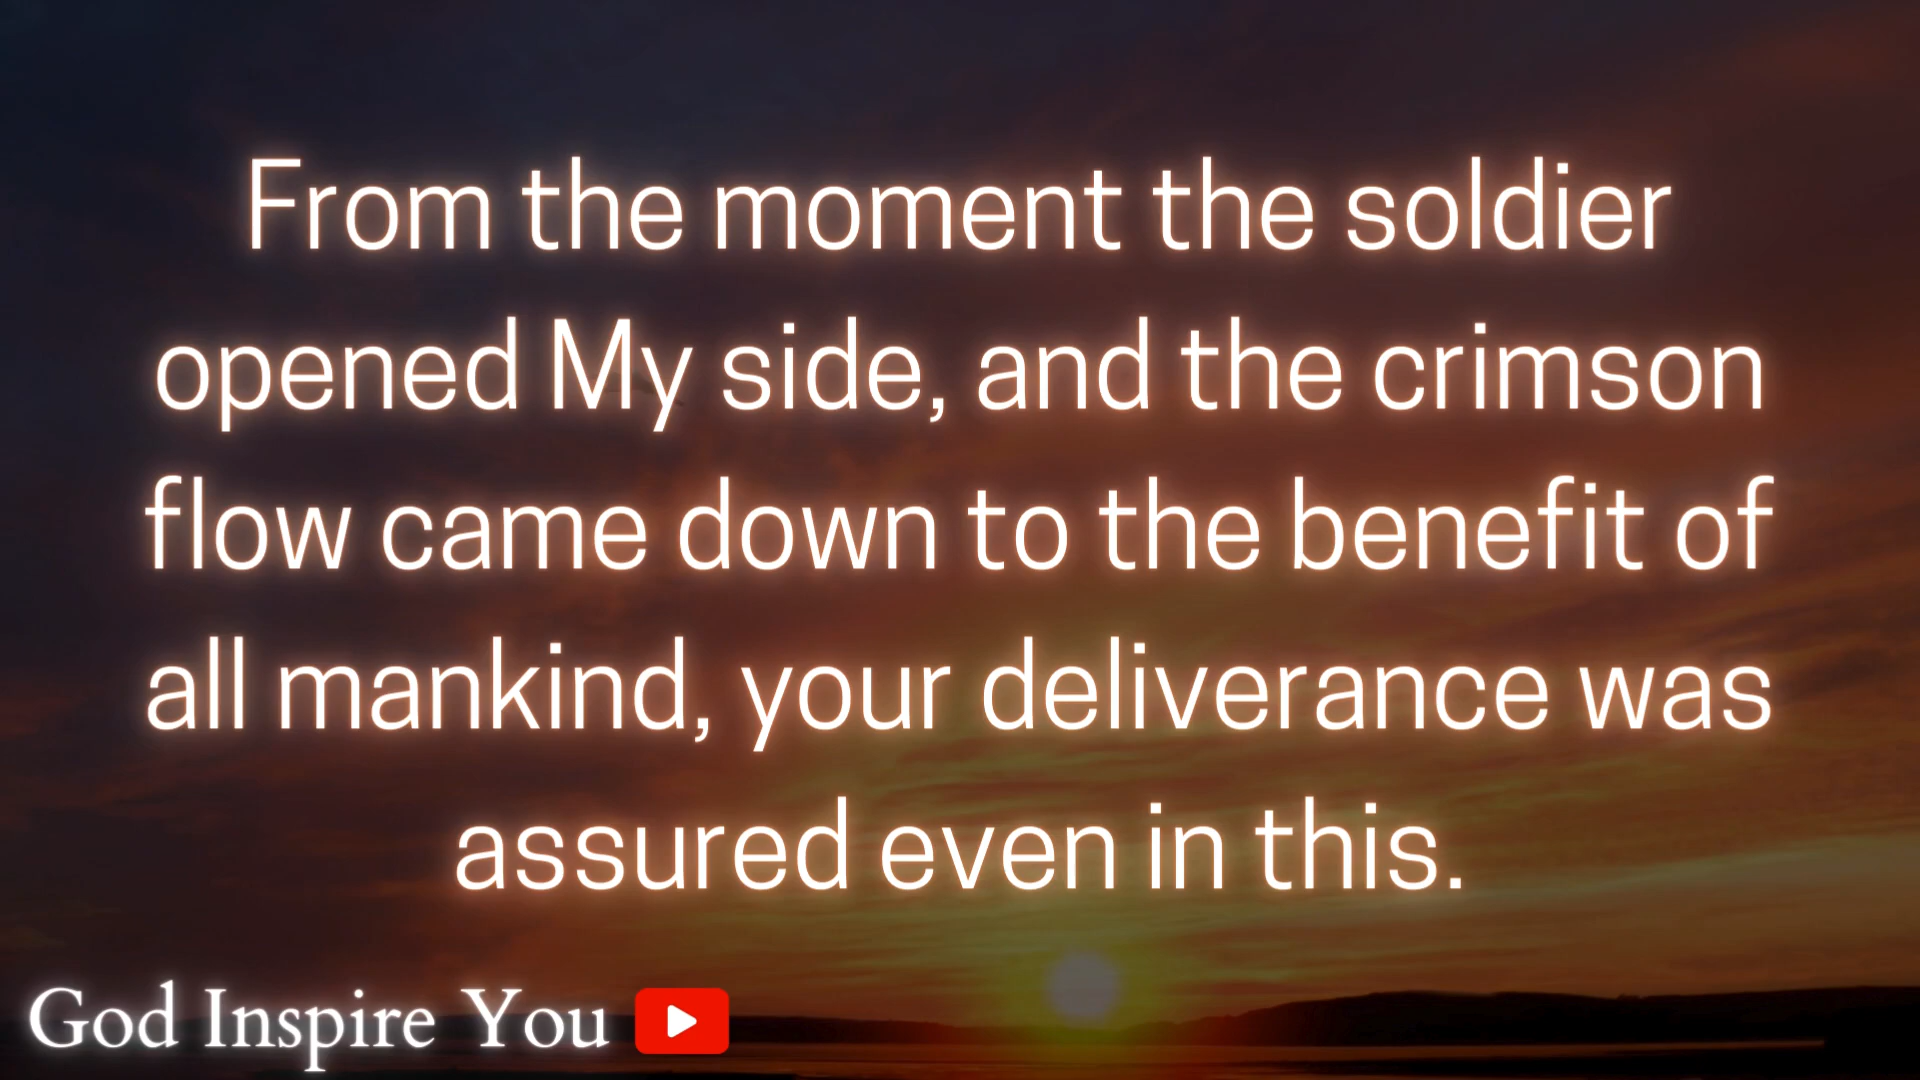 From the moment the soldier
opened My side, and the crimson
flow came down to the benefit of
all mankind, your deliverance was
assured even in this.
God Inspire You